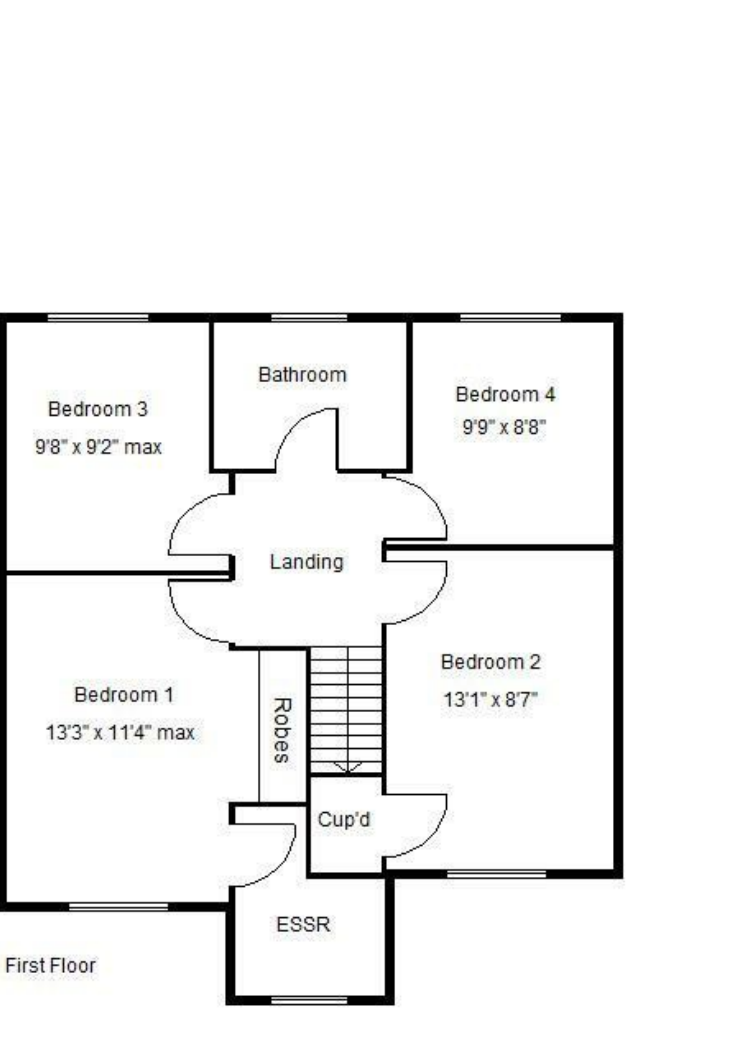 Bathroom
Bedroom 3
9'8" x 9'2" max
Bedroom 4
9'9" x 8'8"
Landing
Bedroom 1
13'3" x 11'4" max
Robes
Bedroom 2
13'1" x 8'7"
Cup'd
ESSR
First Floor